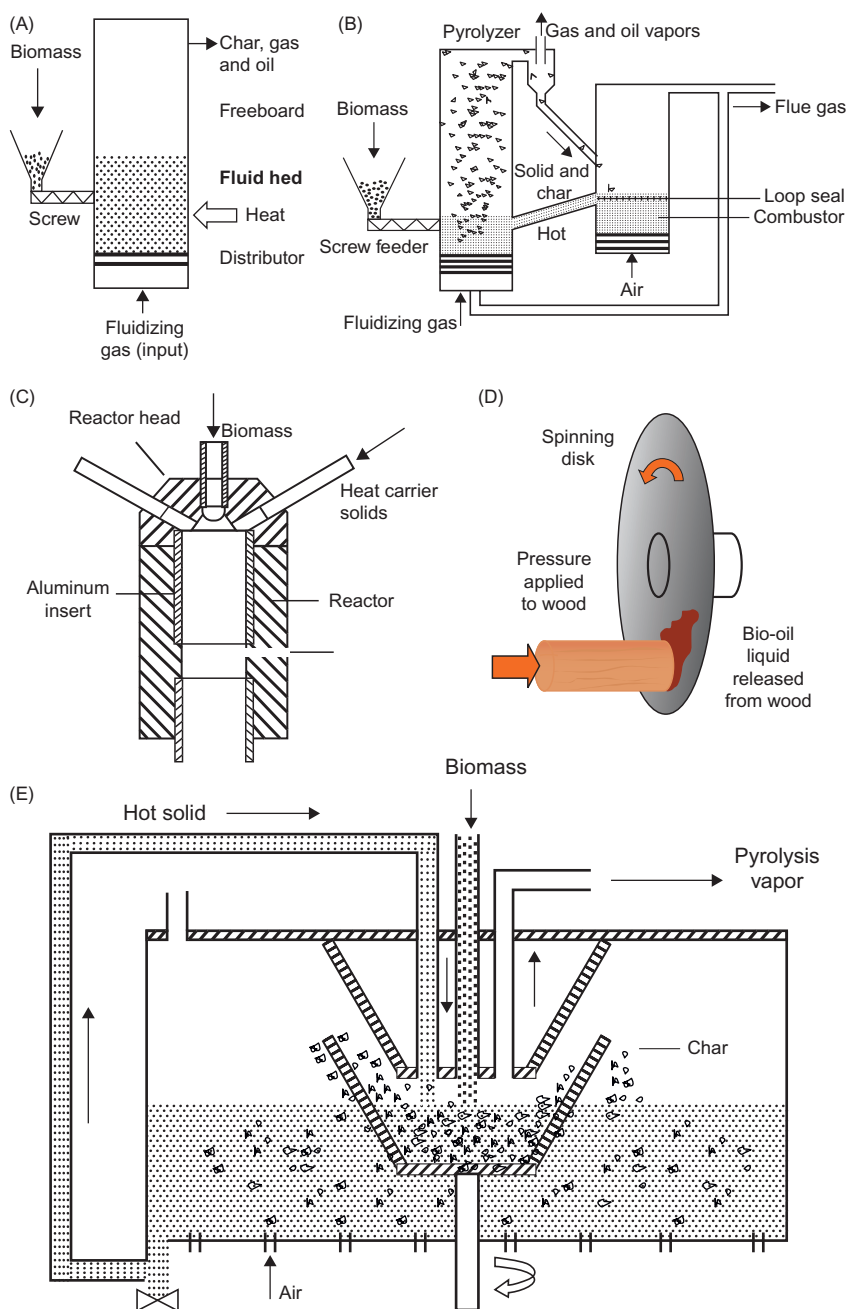 (A)
Biomass
Char, gas
and oil
Freeboard
Fluid hed
Screw
Heat
Distributor
Fluidizing
gas (input)
(B)
Pyrolyzer
Gas and oil vapors
Biomass
Flue gas
Solid and
char
Loop seal
Combustor
Screw feeder
Hot
Air
Fluidizing gas
(C)
Reactor head
Biomass
Heat carrier
solids
Aluminum
insert
Reactor
(D)
Spinning
disk
Pressure
applied
to wood
Bio-oil
liquid
released
from wood
(E)
Biomass
Hot solid
Pyrolysis
vapor
Char
Air